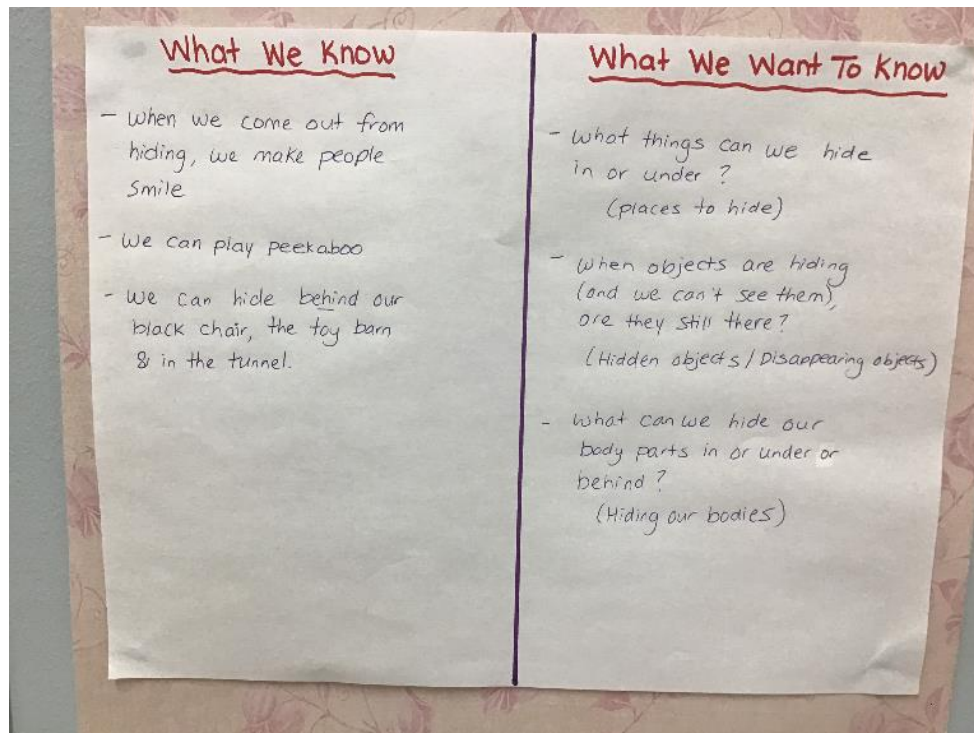 What We Know
- When we come out from
hiding, we make people
smile
- We can play peekaboo
- We can hide behind our
black chair, the toy barn
& in the tunnel.
What We Want To Know
- What things can we hide
in or under ?
(places to hide)
- When objects are hiding
(and we can't see them),
are they still there ?
(Hidden objects / Disappearing objects)
- What can we hide our
body parts in or under or
behind ?
(Hiding our bodies)